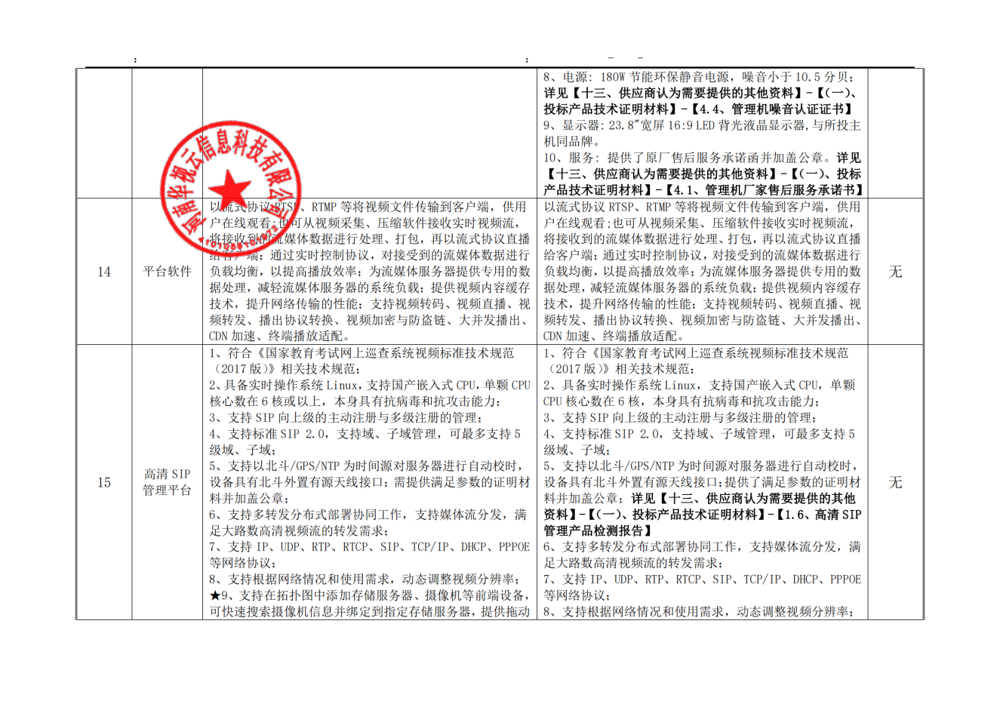 8、电源: 180W 节能环保静音电源，噪音小于 10.5 分贝；
详见【十三、供应商认为需要提供的其他资料】-【（一）、
投标产品技术证明材料】-【4.4、管理机噪音认证证书】
9、显示器: 23.8″宽屏 16:9 LED 背光液晶显示器,与所投主
机同品牌。
10、服务: 提供了原厂售后服务承诺函并加盖公章。详见
【十三、供应商认为需要提供的其他资料】-【（一）、投标
产品技术证明材料】-【4.1、管理机厂家售后服务承诺书】
河南华视云信息科技有限公司
14
平台软件
以流式协议 RTSP、RTMP 等将视频文件传输到客户端，供用
户在线观看;也可从视频采集、压缩软件接收实时视频流，
将接收到的流媒体数据进行处理、打包，再以流式协议直播
给客户端；通过实时控制协议，对接受到的流媒体数据进行
负载均衡，以提高播放效率；为流媒体服务器提供专用的数
据处理，减轻流媒体服务器的系统负载；提供视频内容缓存
技术，提升网络传输的性能；支持视频转码、视频直播、视
频转发、播出协议转换、视频加密与防盗链、大并发播出、
CDN 加速、终端播放适配。
以流式协议 RTSP、RTMP 等将视频文件传输到客户端，供用
户在线观看;也可从视频采集、压缩软件接收实时视频流，
将接收到的流媒体数据进行处理、打包，再以流式协议直播
给客户端；通过实时控制协议，对接受到的流媒体数据进行
负载均衡，以提高播放效率；为流媒体服务器提供专用的数
据处理，减轻流媒体服务器的系统负载；提供视频内容缓存
技术，提升网络传输的性能；支持视频转码、视频直播、视
频转发、播出协议转换、视频加密与防盗链、大并发播出、
CDN 加速、终端播放适配。
无
15
高清 SIP
管理平台
1、符合《国家教育考试网上巡查系统视频标准技术规范
（2017 版）》相关技术规范；
2、具备实时操作系统 Linux，支持国产嵌入式 CPU，单颗 CPU
核心数在 6 核或以上，本身具有抗病毒和抗攻击能力；
3、支持 SIP 向上级的主动注册与多级注册的管理；
4、支持标准 SIP 2.0，支持域、子域管理，可最多支持 5
级域、子域；
5、支持以北斗/GPS/NTP 为时间源对服务器进行自动校时，
设备具有北斗外置有源天线接口；需提供满足参数的证明材
料并加盖公章；
6、支持多转发分布式部署协同工作，支持媒体流分发，满
足大路数高清视频流的转发需求；
7、支持 IP、UDP、RTP、RTCP、SIP、TCP/IP、DHCP、PPPOE
等网络协议；
8、支持根据网络情况和使用需求，动态调整视频分辨率；
★9、支持在拓扑图中添加存储服务器、摄像机等前端设备，
可快速搜索摄像机信息并绑定到指定存储服务器，提供拖动
1、符合《国家教育考试网上巡查系统视频标准技术规范
（2017 版）》相关技术规范；
2、具备实时操作系统 Linux，支持国产嵌入式 CPU，单颗
CPU 核心数在 6 核，本身具有抗病毒和抗攻击能力；
3、支持 SIP 向上级的主动注册与多级注册的管理；
4、支持标准 SIP 2.0，支持域、子域管理，可最多支持 5
级域、子域；
5、支持以北斗/GPS/NTP 为时间源对服务器进行自动校时，
设备具有北斗外置有源天线接口；提供了满足参数的证明材
料并加盖公章；详见【十三、供应商认为需要提供的其他
资料】-【（一）、投标产品技术证明材料】-【1.6、高清 SIP
管理产品检测报告】
6、支持多转发分布式部署协同工作，支持媒体流分发，满
足大路数高清视频流的转发需求；
7、支持 IP、UDP、RTP、RTCP、SIP、TCP/IP、DHCP、PPPOE
等网络协议；
8、支持根据网络情况和使用需求，动态调整视频分辨率；
无